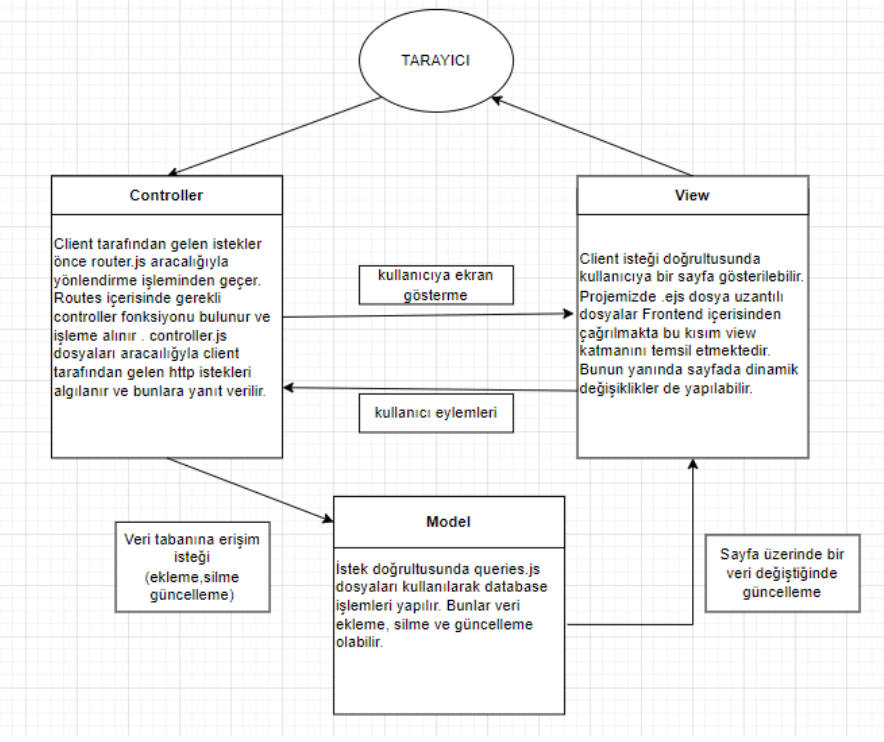 TARAYICI
Controller
Client tarafından gelen istekler
önce router.js aracalığıyla
yönlendirme işleminden geçer.
Routes içerisinde gerekli
controller fonksiyonu bulunur ve
işleme alınır . controller.js
dosyaları aracaılığyla client
tarafından gelen http istekleri
algılanır ve bunlara yanıt verilir.
kullanıcıya ekran
gösterme
kullanıcı eylemleri
View
Client isteği doğrultusunda
kullanıcıya bir sayfa gösterilebilir.
Projemizde .ejs dosya uzantılı
dosyalar Frontend içerisinden
çağrılmakta bu kısım view
katmanını temsil etmektedir.
Bunun yanında sayfada dinamik
değişiklikler de yapılabilir.
Veri tabanına erişim
isteği
(ekleme,silme
güncelleme)
Model
İstek doğrultusunda queries.js
dosyaları kullanılarak database
işlemleri yapılır. Bunlar veri
ekleme, silme ve güncelleme
olabilir.
Sayfa üzerinde bir
veri değiştiğinde
güncelleme